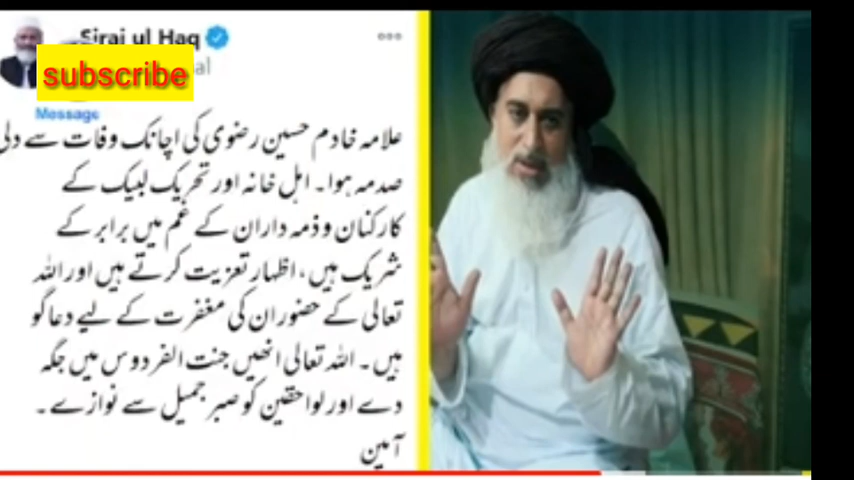 Siraj ul Haq
subscribe
al
Message
علامہ خادم حسین رضوی کی اچانک وفات سے دلی
صدمہ ہوا۔ اہل خانہ اور تحریک لبیک کے
کارکنان و ذمہ داران کے غم میں برابر کے
شریک ہیں، اظہار تعزیت کرتے ہیں اور اللہ
تعالی کے حضور ان کی مغفرت کے لیے دعاگو
ہیں۔ اللہ تعالی انھیں جنت الفردوس میں جگہ
دے اور لواحقین کو صبر جمیل سے نوازے۔
آمین